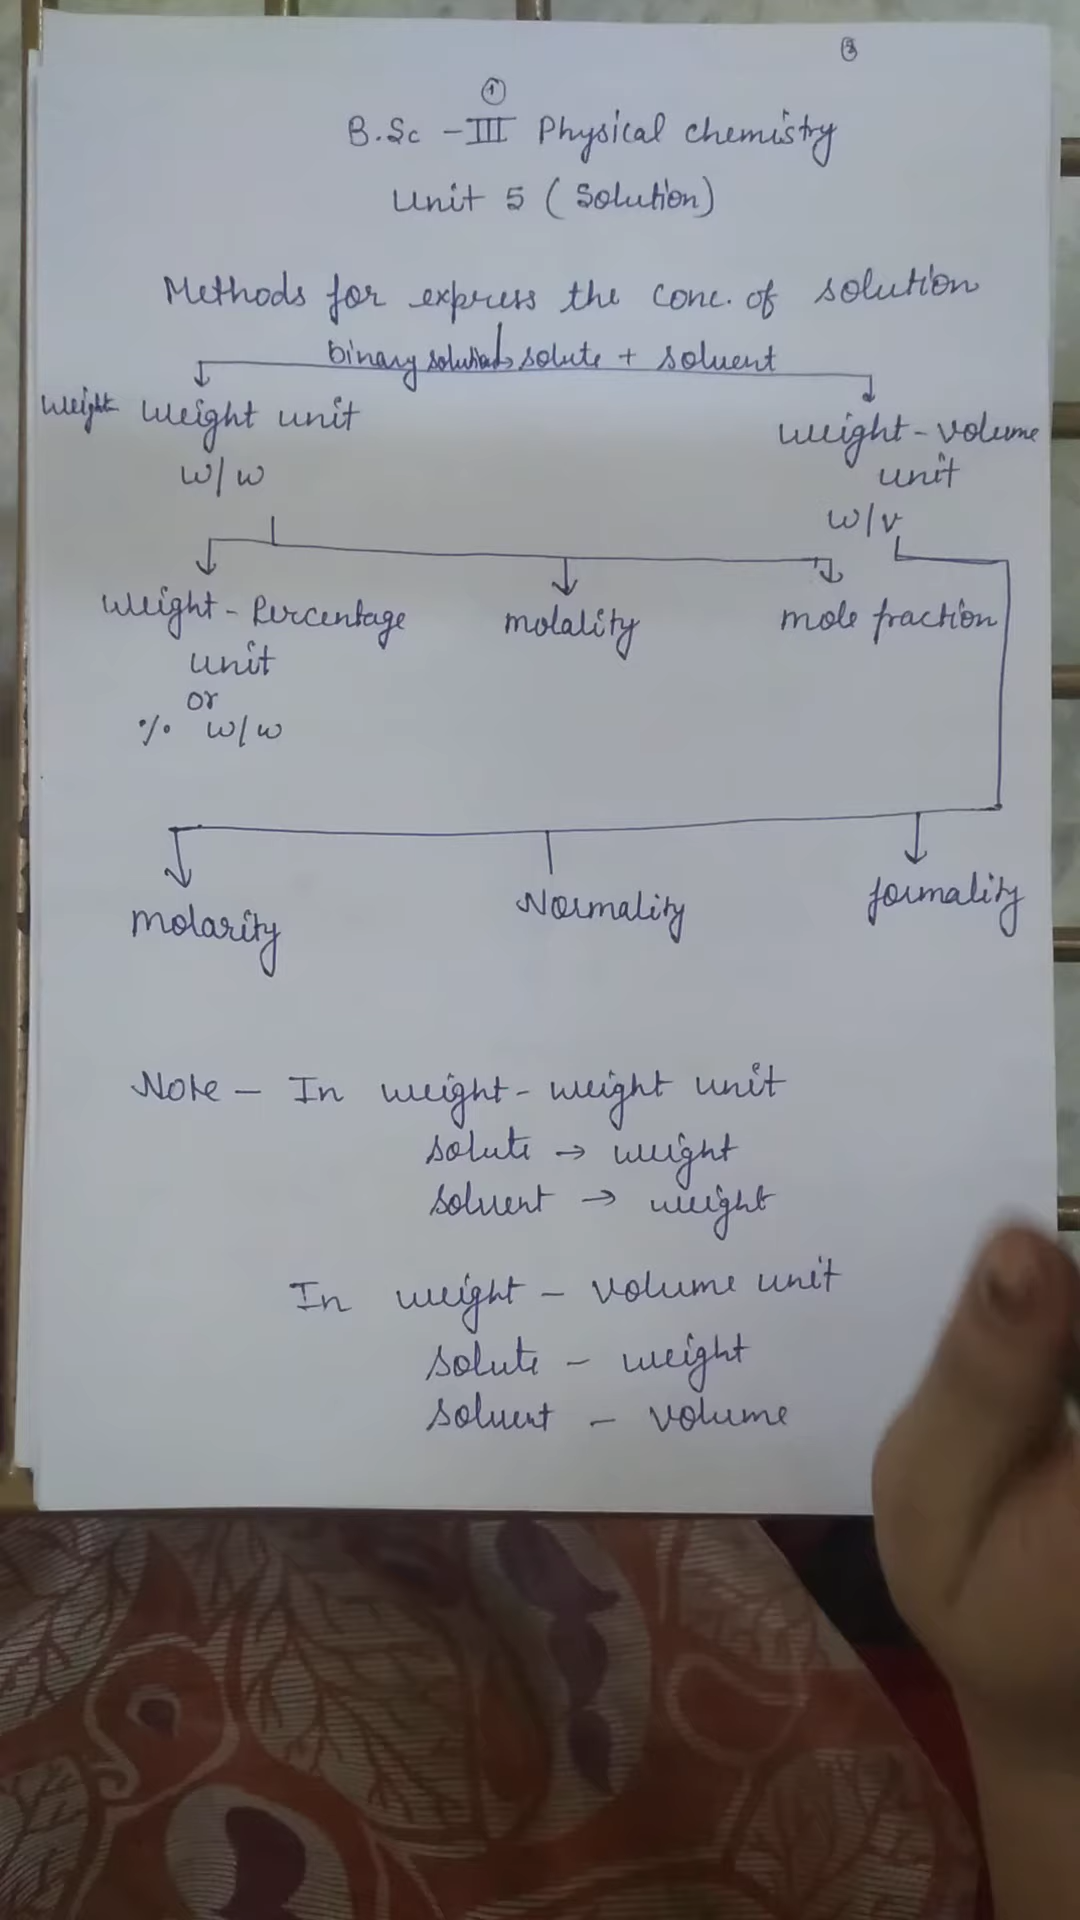 ③
①
B.Sc - III Physical chemistry
Unit 5 (Solution)
Methods for express the conc. of solution
binary solution → solute + solvent
Weight Weight unit
w/w
weight - volume
unit
w/v
Weight - Percentage
unit
or
% w/w
molality
mole fraction
Molarity
Normality
formality
Note - In weight - weight unit
solute → weight
solvent → weight
In weight - volume unit
solute - weight
solvent - volume